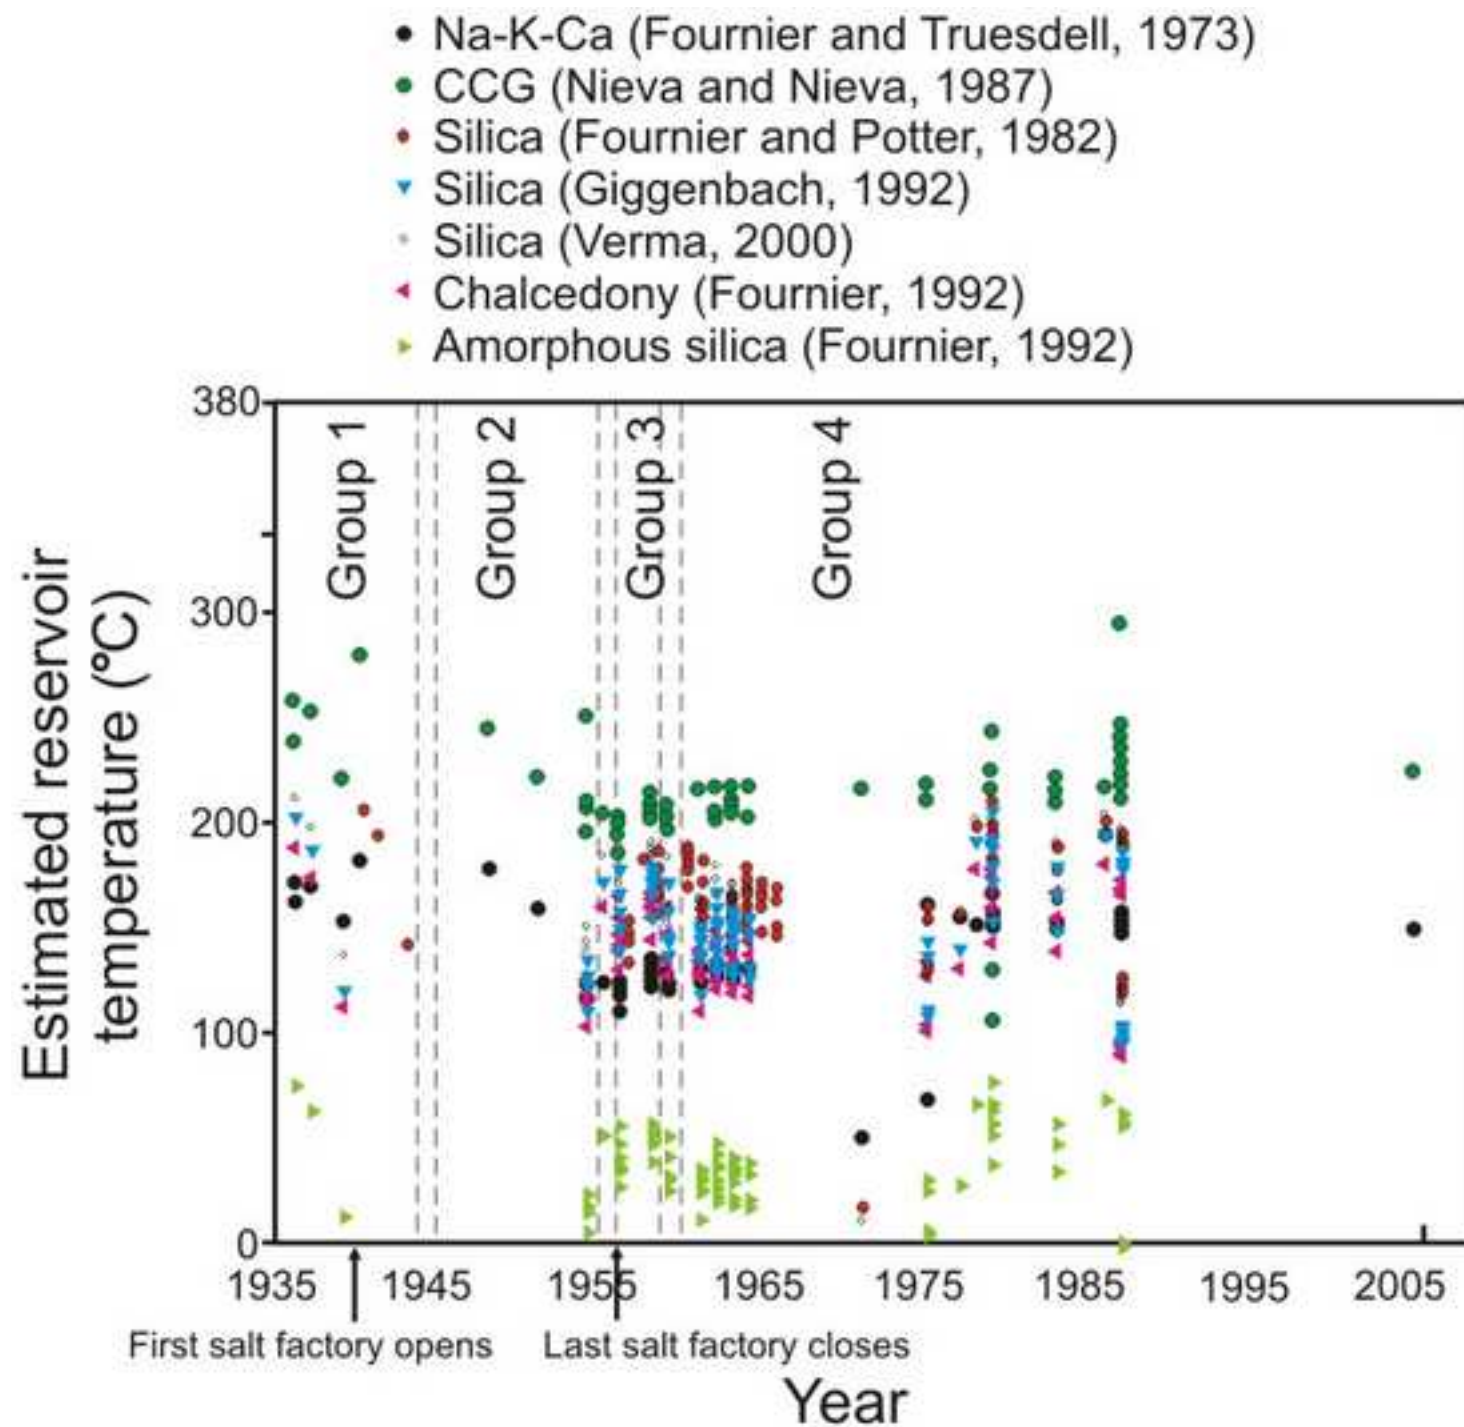 Na-K-Ca (Fournier and Truesdell, 1973)
CCG (Nieva and Nieva, 1987)
Silica (Fournier and Potter, 1982)
Silica (Giggenbach, 1992)
Silica (Verma, 2000)
Chalcedony (Fournier, 1992)
Amorphous silica (Fournier, 1992)
380
300
200
100
0
Estimated reservoir
temperature (°C)
Group 1
Group 2
Group 3
Group 4
1935 1945 1955 1965 1975 1985 1995 2005
First salt factory opens
Last salt factory closes
Year